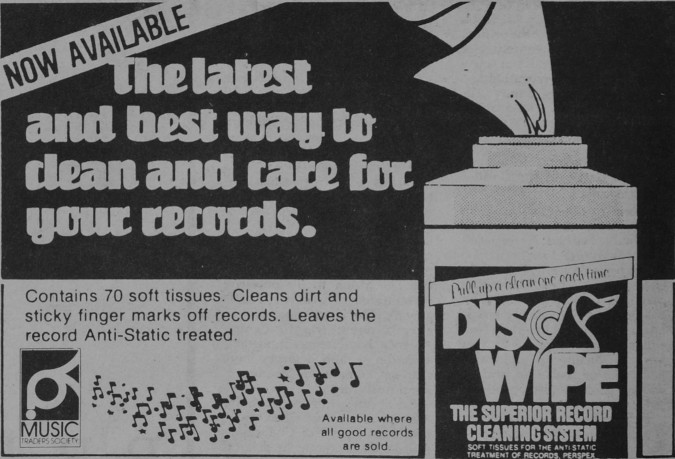 NOW AVAILABLE
The latest
and best way to
clean and care for
your records.
Contains 70 soft tissues. Cleans dirt and
sticky finger marks off records. Leaves the
record Anti-Static treated.
MUSIC
TRADERS SOCIETY
Available where
all good records
are sold
Pull up a clean one each time
DISC
WIPE
THE SUPERIOR RECORD
CLEANING SYSTEM
SOFT TISSUES FOR THE ANTI STATIC
TREATMENT OF RECORDS, PERSPEX